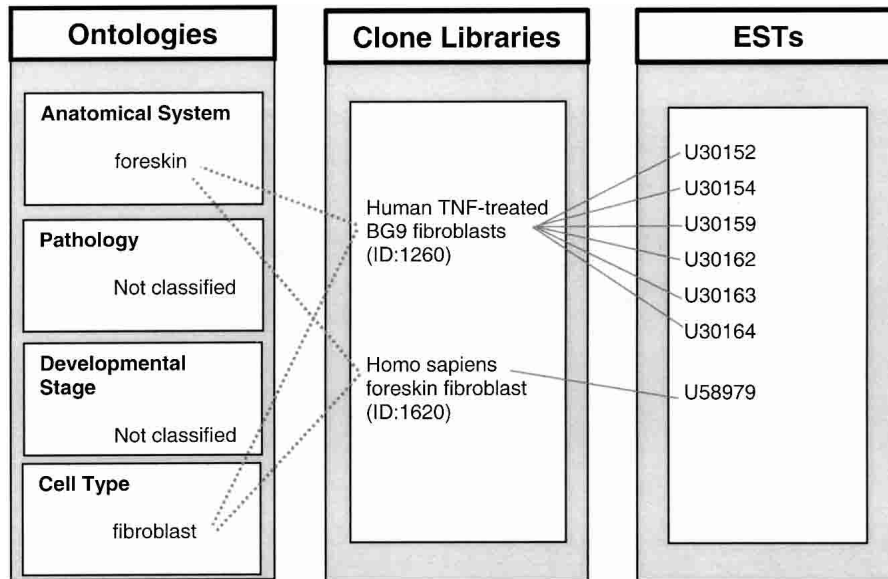 Ontologies
Anatomical System
foreskin
Pathology
Not classified
Developmental
Stage
Not classified
Cell Type
fibroblast
Clone Libraries
Human TNF-treated
BG9 fibroblasts
(ID:1260)
Homo sapiens
foreskin fibroblast
(ID:1620)
ESTs
U30152
U30154
U30159
U30162
U30163
U30164
U58979